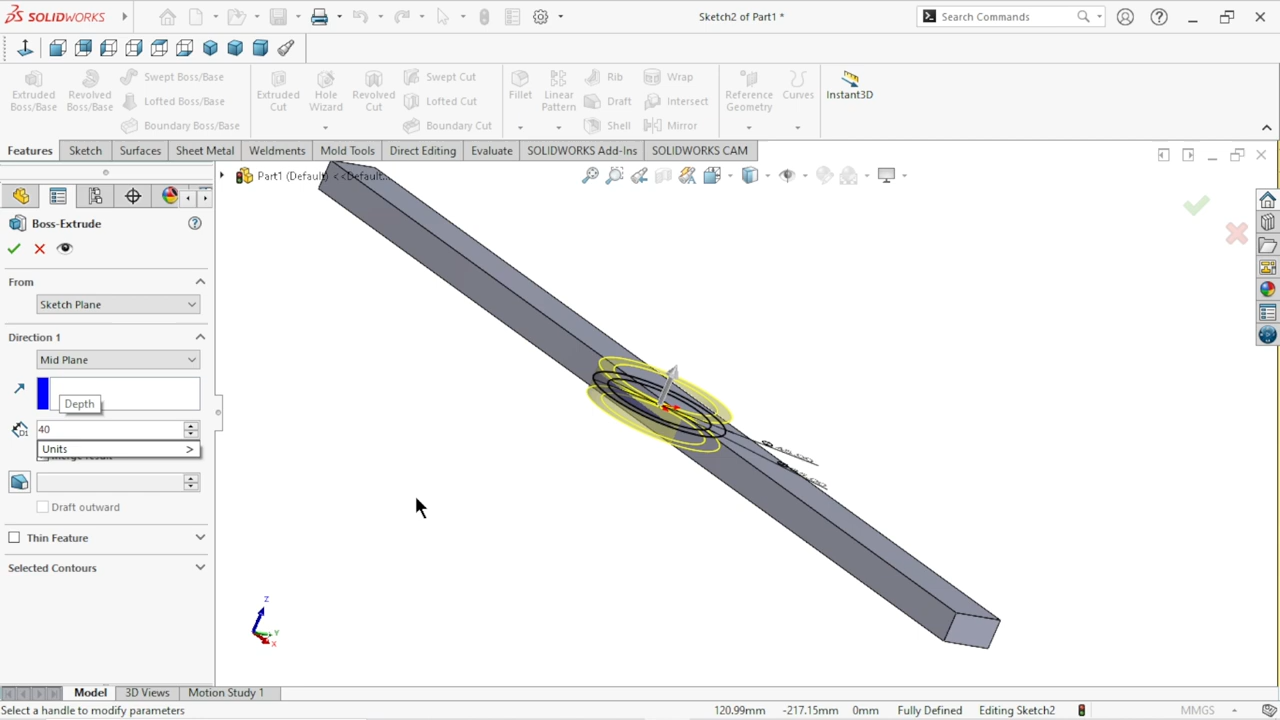 SOLIDWORKS
Sketch2 of Part1 *
Search Commands
Extruded Boss/Base
Revolved Boss/Base
Swept Boss/Base
Lofted Boss/Base
Boundary Boss/Base
Extruded Cut
Hole Wizard
Revolved Cut
Swept Cut
Lofted Cut
Boundary Cut
Fillet
Linear Pattern
Rib
Draft
Shell
Wrap
Intersect
Mirror
Reference Geometry
Curves
Instant3D
Features
Sketch
Surfaces
Sheet Metal
Weldments
Mold Tools
Direct Editing
Evaluate
SOLIDWORKS Add-Ins
SOLIDWORKS CAM
Part1 (Default) <<Default...
Boss-Extrude
From
Sketch Plane
Direction 1
Mid Plane
Depth
40
Units >
Draft outward
Thin Feature
Selected Contours
Z
Y
X
Model
3D Views
Motion Study 1
Select a handle to modify parameters
120.99mm
-217.15mm
0mm
Fully Defined
Editing Sketch2
MMGS